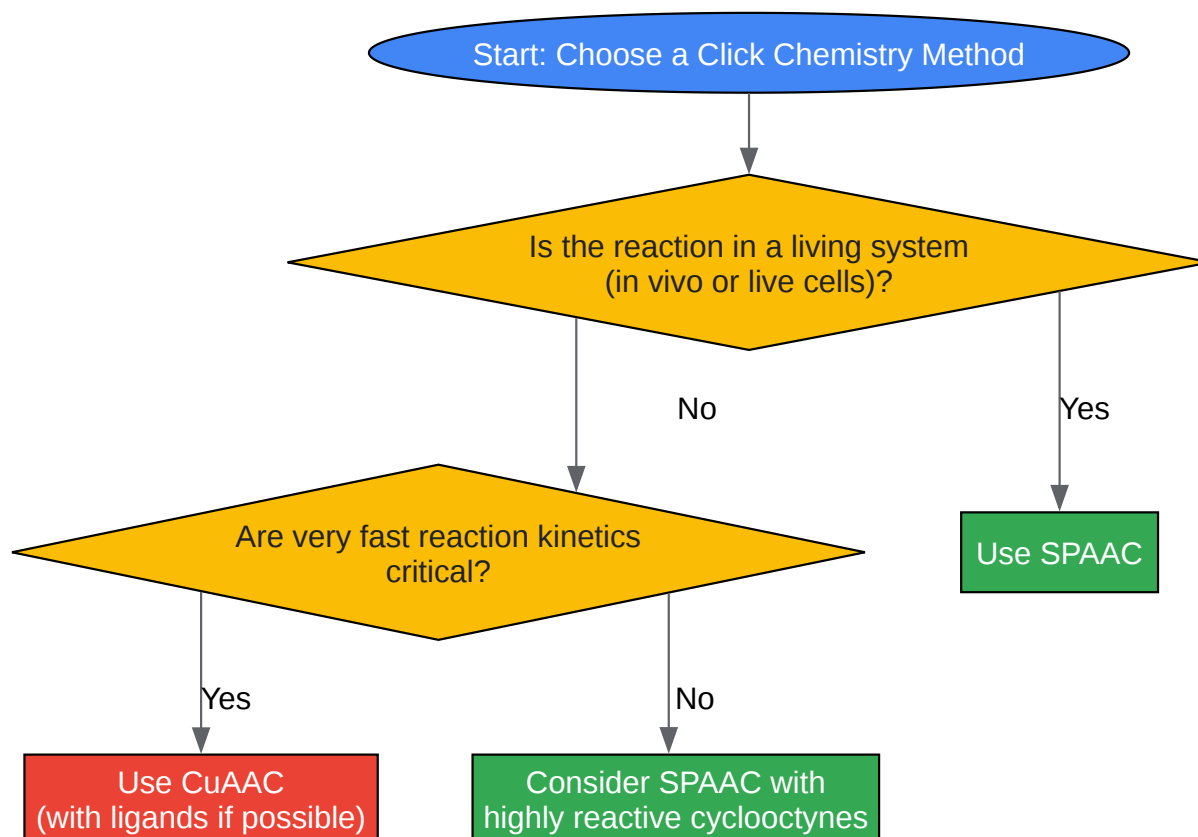 Start: Choose a Click Chemistry Method
Is the reaction in a living system
(in vivo or live cells)?
No
Yes
Are very fast reaction kinetics
critical?
Use SPAAC
Yes
No
Use CuAAC
(with ligands if possible)
Consider SPAAC with
highly reactive cyclooctynes